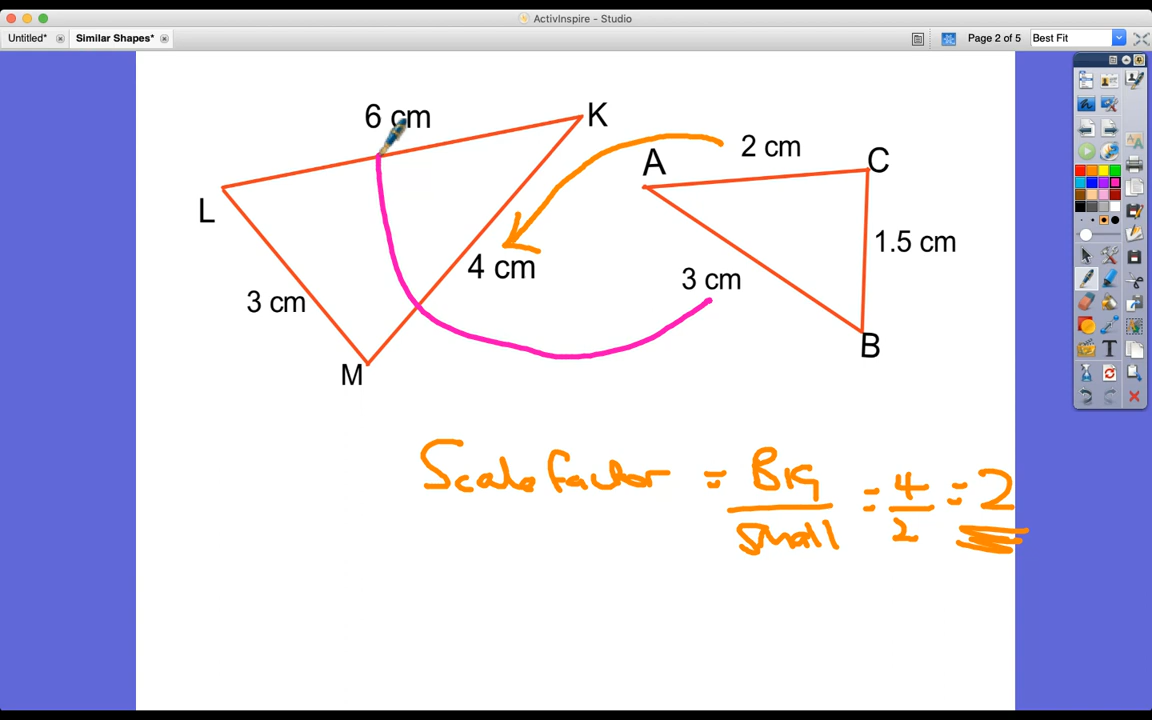 ActivInspire - Studio
Untitled*
Similar Shapes*
Page 2 of 5
Best Fit
6 cm
K
2 cm
A
C
L
1.5 cm
4 cm
3 cm
3 cm
B
M
Scale factor = Big / small = 4 / 2 = 2
T